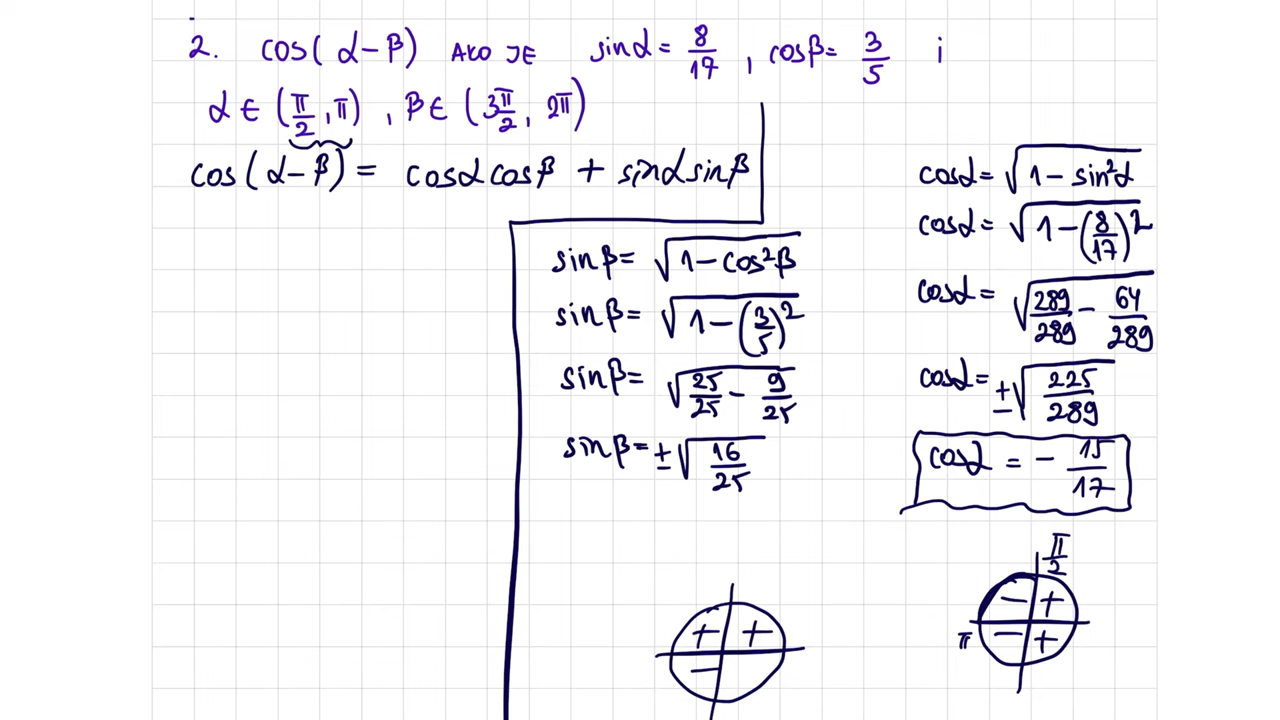 2. cos(α-β) AKO JE sinα = 8/17, cosβ = 3/5 i
α ∈ (π/2, π), β ∈ (3π/2, 2π)
cos(α-β) = cosα cosβ + sinα sinβ
sinβ = √(1 - cos²β)
sinβ = √(1 - (3/5)²)
sinβ = √(25/25 - 9/25)
sinβ = ±√(16/25)
+ +
-
cosα = √(1 - sin²α)
cosα = √(1 - (8/17)²)
cosα = √(289/289 - 64/289)
cosα = ±√(225/289)
cosα = - 15/17
π/2
- +
π - +